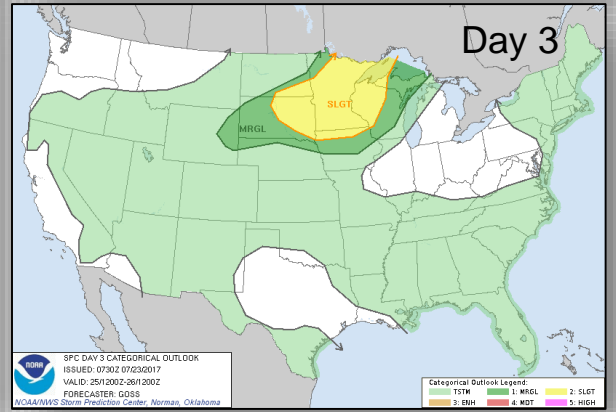 Day 3
SLGT
MRGL
NOAA
SPC DAY 3 CATEGORICAL OUTLOOK
ISSUED: 0730Z 07/23/2017
VALID: 25/1200Z-26/1200Z
FORECASTER: GOSS
NOAA/NWS Storm Prediction Center, Norman, Oklahoma
Categorical Outlook Legend:
TSTM 1: MRGL 2: SLGT
3: ENH 4: MDT 5: HIGH